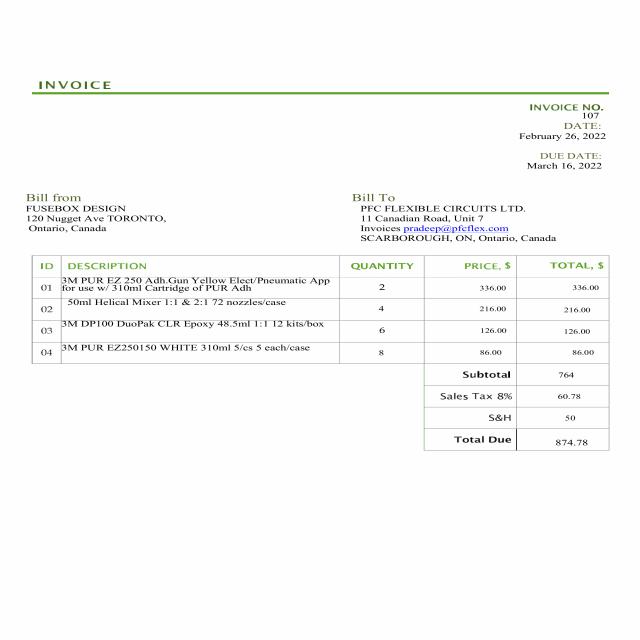 INVOICE
INVOICE NO.
107
DATE:
February 26, 2022
DUE DATE:
March 16, 2022
Bill from
FUSEBOX DESIGN
120 Nugget Ave TORONTO,
Ontario, Canada
Bill To
PFC FLEXIBLE CIRCUITS LTD.
11 Canadian Road, Unit 7
Invoices pradeep@pfcflex.com
SCARBOROUGH, ON, Ontario, Canada
ID DESCRIPTION QUANTITY PRICE, $ TOTAL, $
01 3M PUR EZ 250 Adh.Gun Yellow Elect/Pneumatic App
for use w/ 310ml Cartridge of PUR Adh 2 336.00 336.00
02 50ml Helical Mixer 1:1 & 2:1 72 nozzles/case 4 216.00 216.00
03 3M DP100 DuoPak CLR Epoxy 48.5ml 1:1 12 kits/box 6 126.00 126.00
04 3M PUR EZ250150 WHITE 310ml 5/cs 5 each/case 8 86.00 86.00
Subtotal 764
Sales Tax 8% 60.78
S&H 50
Total Due 874.78